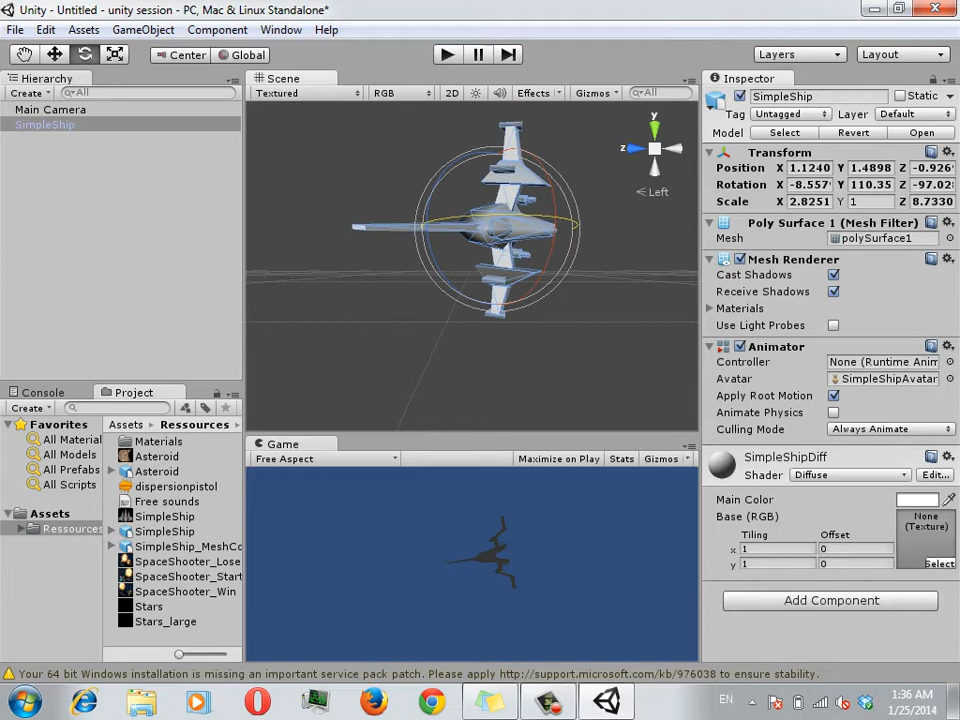 Unity - Untitled - unity session - PC, Mac & Linux Standalone*
File Edit Assets GameObject Component Window Help
Center Global Layers Layout
Hierarchy
Create All
Main Camera
SimpleShip
Scene
Textured RGB 2D Effects Gizmos All
y
z
Left
Game
Free Aspect Maximize on Play Stats Gizmos
Console Project
Create
Favorites
All Material
All Models
All Prefabs
All Scripts
Assets
Ressources
Assets Ressources
Materials
Asteroid
Asteroid
dispersionpistol
Free sounds
SimpleShip
SimpleShip
SimpleShip_MeshCo
SpaceShooter_Lose
SpaceShooter_Start
SpaceShooter_Win
Stars
Stars_large
Inspector
SimpleShip Static
Tag Untagged Layer Default
Model Select Revert Open
Transform
Position X 1.1240 Y 1.4898 Z -0.926
Rotation X -8.557 Y 110.35 Z -97.02
Scale X 2.8251 Y 1 Z 8.7330
Poly Surface 1 (Mesh Filter)
Mesh polySurface1
Mesh Renderer
Cast Shadows
Receive Shadows
Materials
Use Light Probes
Animator
Controller None (Runtime Anim
Avatar SimpleShipAvatar
Apply Root Motion
Animate Physics
Culling Mode Always Animate
SimpleShipDiff
Shader Diffuse Edit...
Main Color
Base (RGB) None (Texture)
Tiling Offset
x 1 0
y 1 0
Select
Add Component
Your 64 bit Windows installation is missing an important service pack patch. Please apply http://support.microsoft.com/kb/976038 to ensure stability.
EN 1:36 AM
1/25/2014